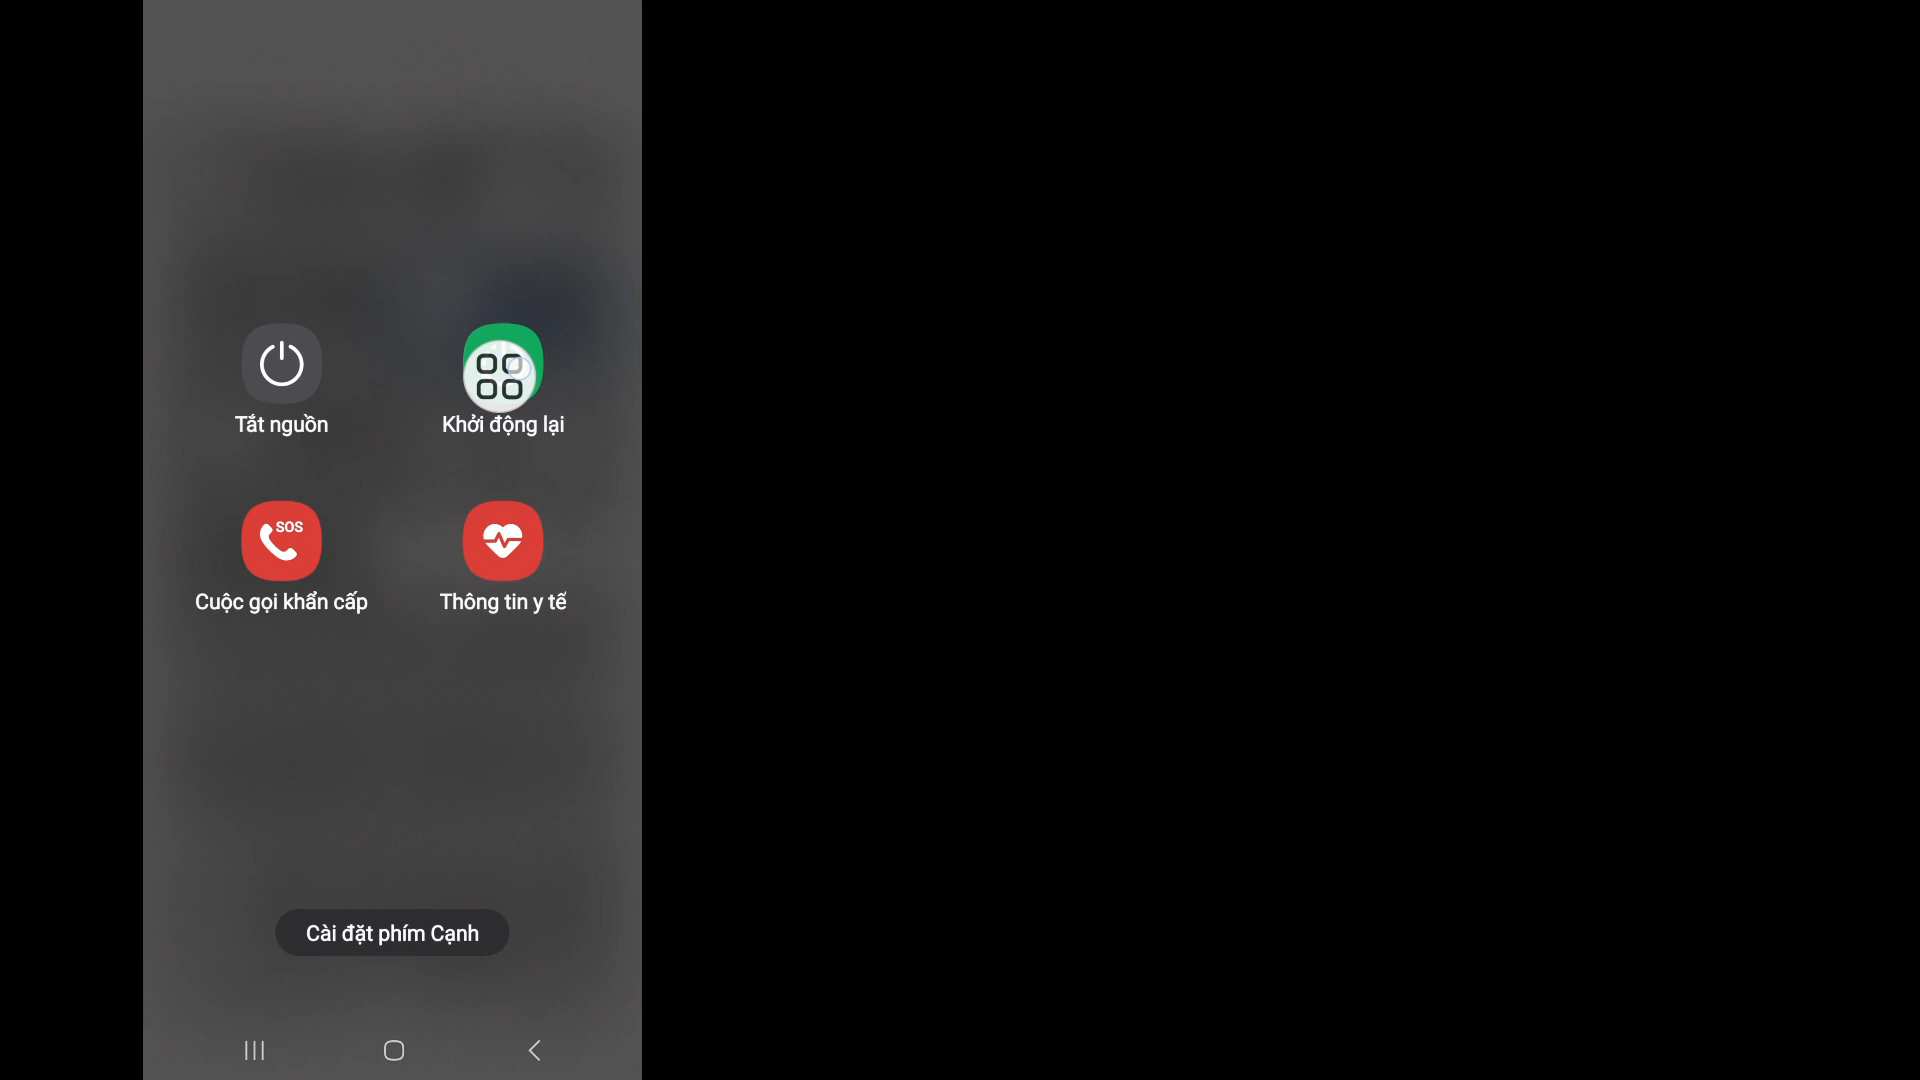 Tắt nguồn
Khởi động lại
SOS
Cuộc gọi khẩn cấp
Thông tin y tế
Cài đặt phím Cạnh